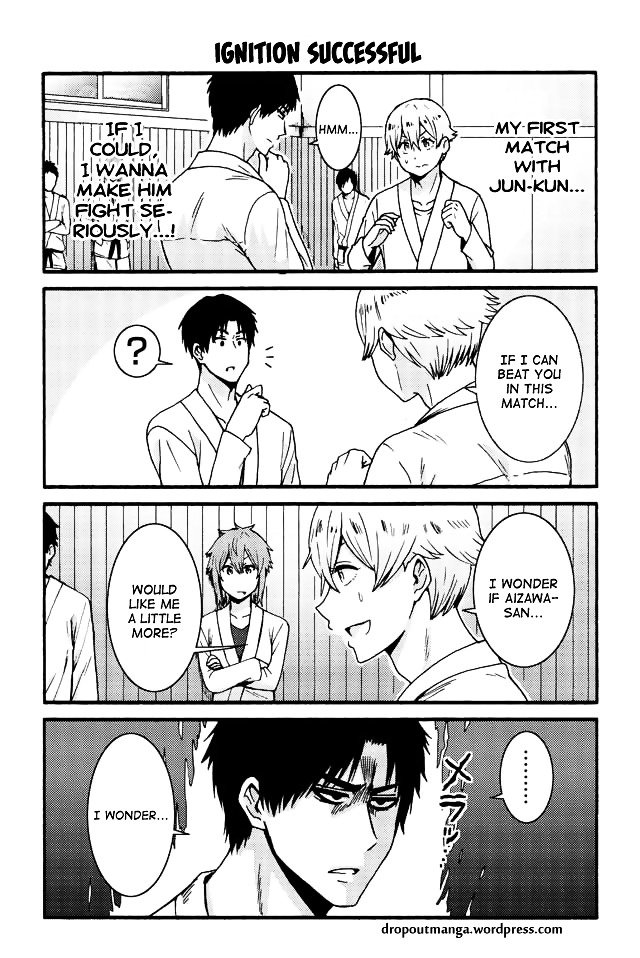 IGNITION SUCCESSFUL
MY FIRST
MATCH
WITH
JUN-KUN...
HMM...
IF I
COULD,
I WANNA
MAKE HIM
FIGHT SE-
RIOUSLY...!
IF I CAN
BEAT YOU
IN THIS
MATCH...
?
I WONDER
IF AIZAWA-
SAN...
WOULD
LIKE ME
A LITTLE
MORE?
.........
メラッ
I WONDER...
dropoutmanga.wordpress.com